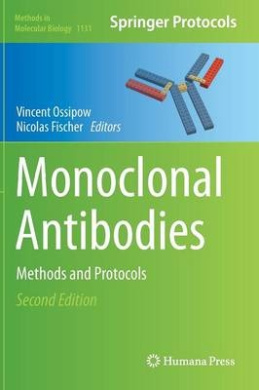 Methods in
Molecular Biology 1131
Springer Protocols
Vincent Ossipow
Nicolas Fischer Editors
Monoclonal
Antibodies
Methods and Protocols
Second Edition
Humana Press